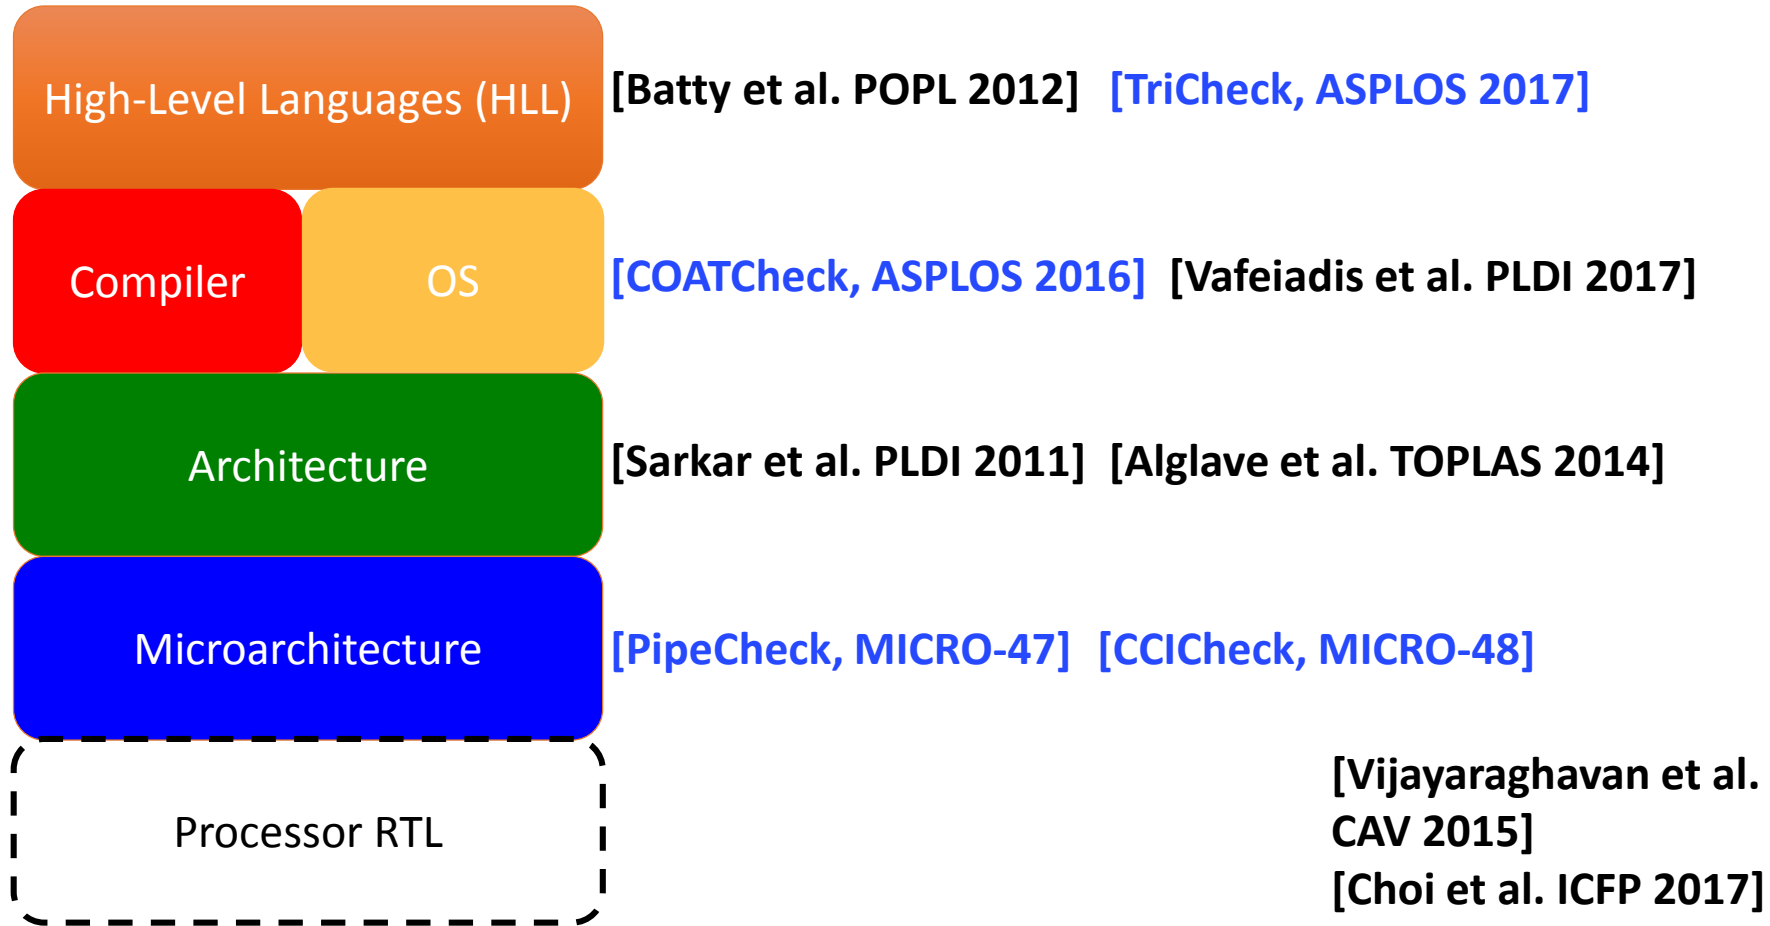 High-Level Languages (HLL) [Batty et al. POPL 2012] [TriCheck, ASPLOS 2017]
Compiler OS [COATCheck, ASPLOS 2016] [Vafeiadis et al. PLDI 2017]
Architecture [Sarkar et al. PLDI 2011] [Alglave et al. TOPLAS 2014]
Microarchitecture [PipeCheck, MICRO-47] [CCICheck, MICRO-48]
Processor RTL
[Vijayaraghavan et al.
CAV 2015]
[Choi et al. ICFP 2017]